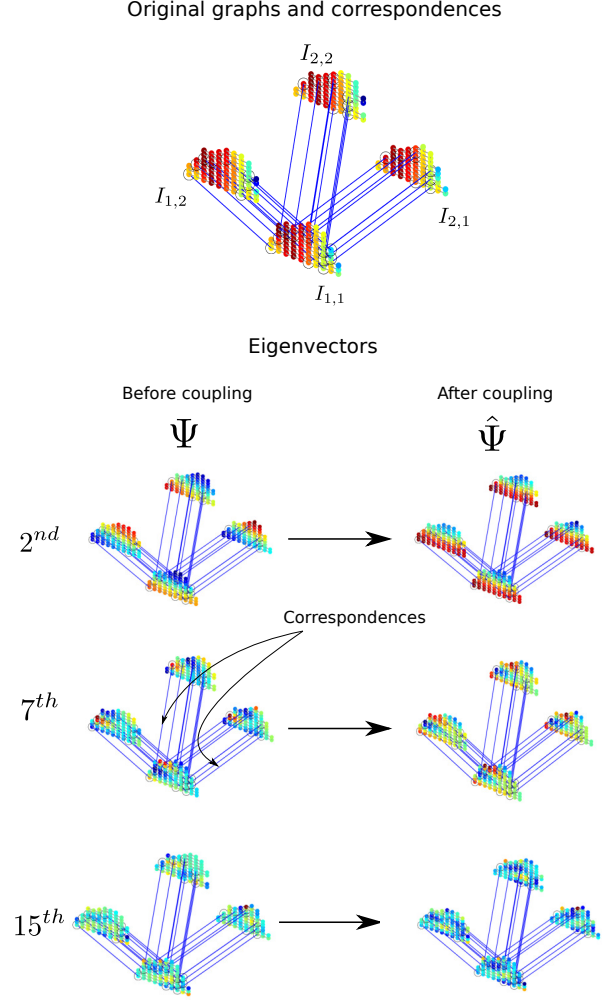 Original graphs and correspondences
I2,2
I1,2
I2,1
I1,1
Eigenvectors
Before coupling
After coupling
Ψ
Ψ̂
2nd
Correspondences
7th
15th